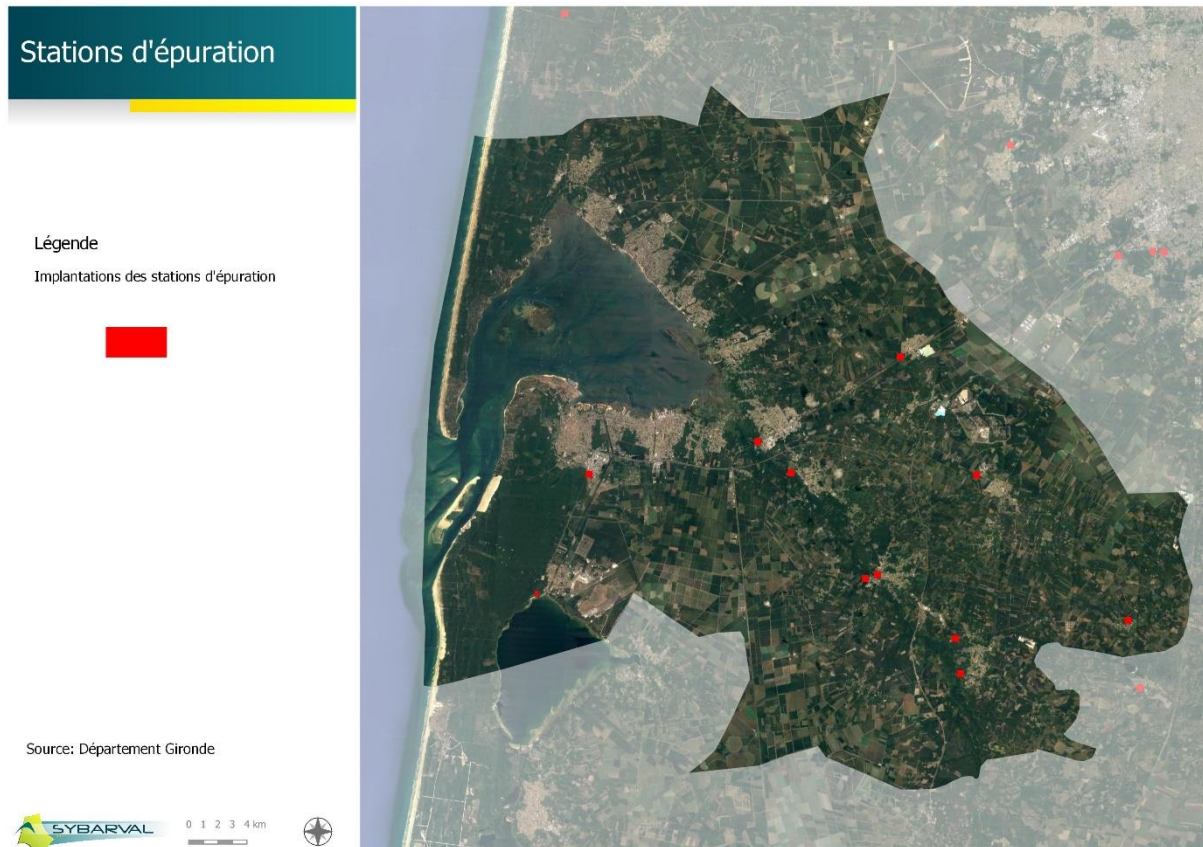 Stations d'épuration
Légende
Implantations des stations d'épuration
Source: Département Gironde
SYBARVAL
0 1 2 3 4 km